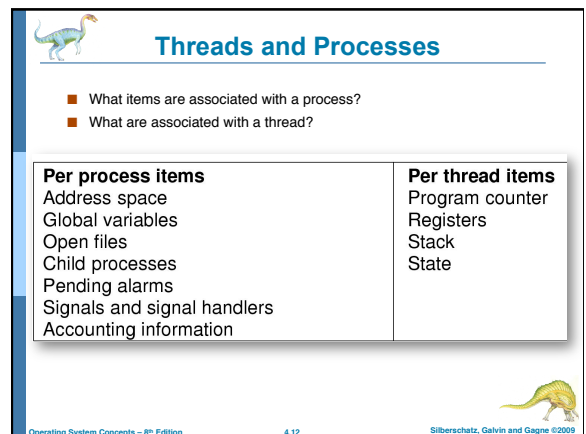 Threads and Processes
■ What items are associated with a process?
■ What are associated with a thread?
Per process items
Address space
Global variables
Open files
Child processes
Pending alarms
Signals and signal handlers
Accounting information
Per thread items
Program counter
Registers
Stack
State
Operating System Concepts – 8th Edition
4.12
Silberschatz, Galvin and Gagne ©2009